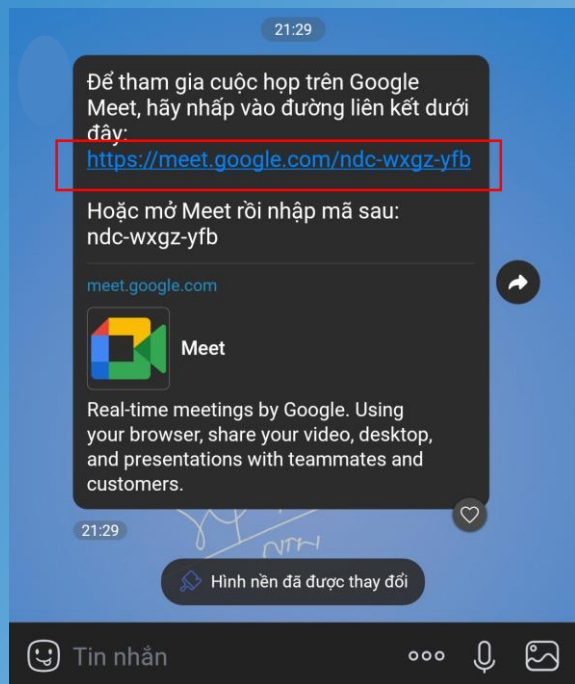 21:29
Để tham gia cuộc họp trên Google
Meet, hãy nhấp vào đường liên kết dưới
đây:
https://meet.google.com/ndc-wxgz-yfb
Hoặc mở Meet rồi nhập mã sau:
ndc-wxgz-yfb
meet.google.com
Meet
Real-time meetings by Google. Using
your browser, share your video, desktop,
and presentations with teammates and
customers.
21:29
NTH
Hình nền đã được thay đổi
Tin nhắn